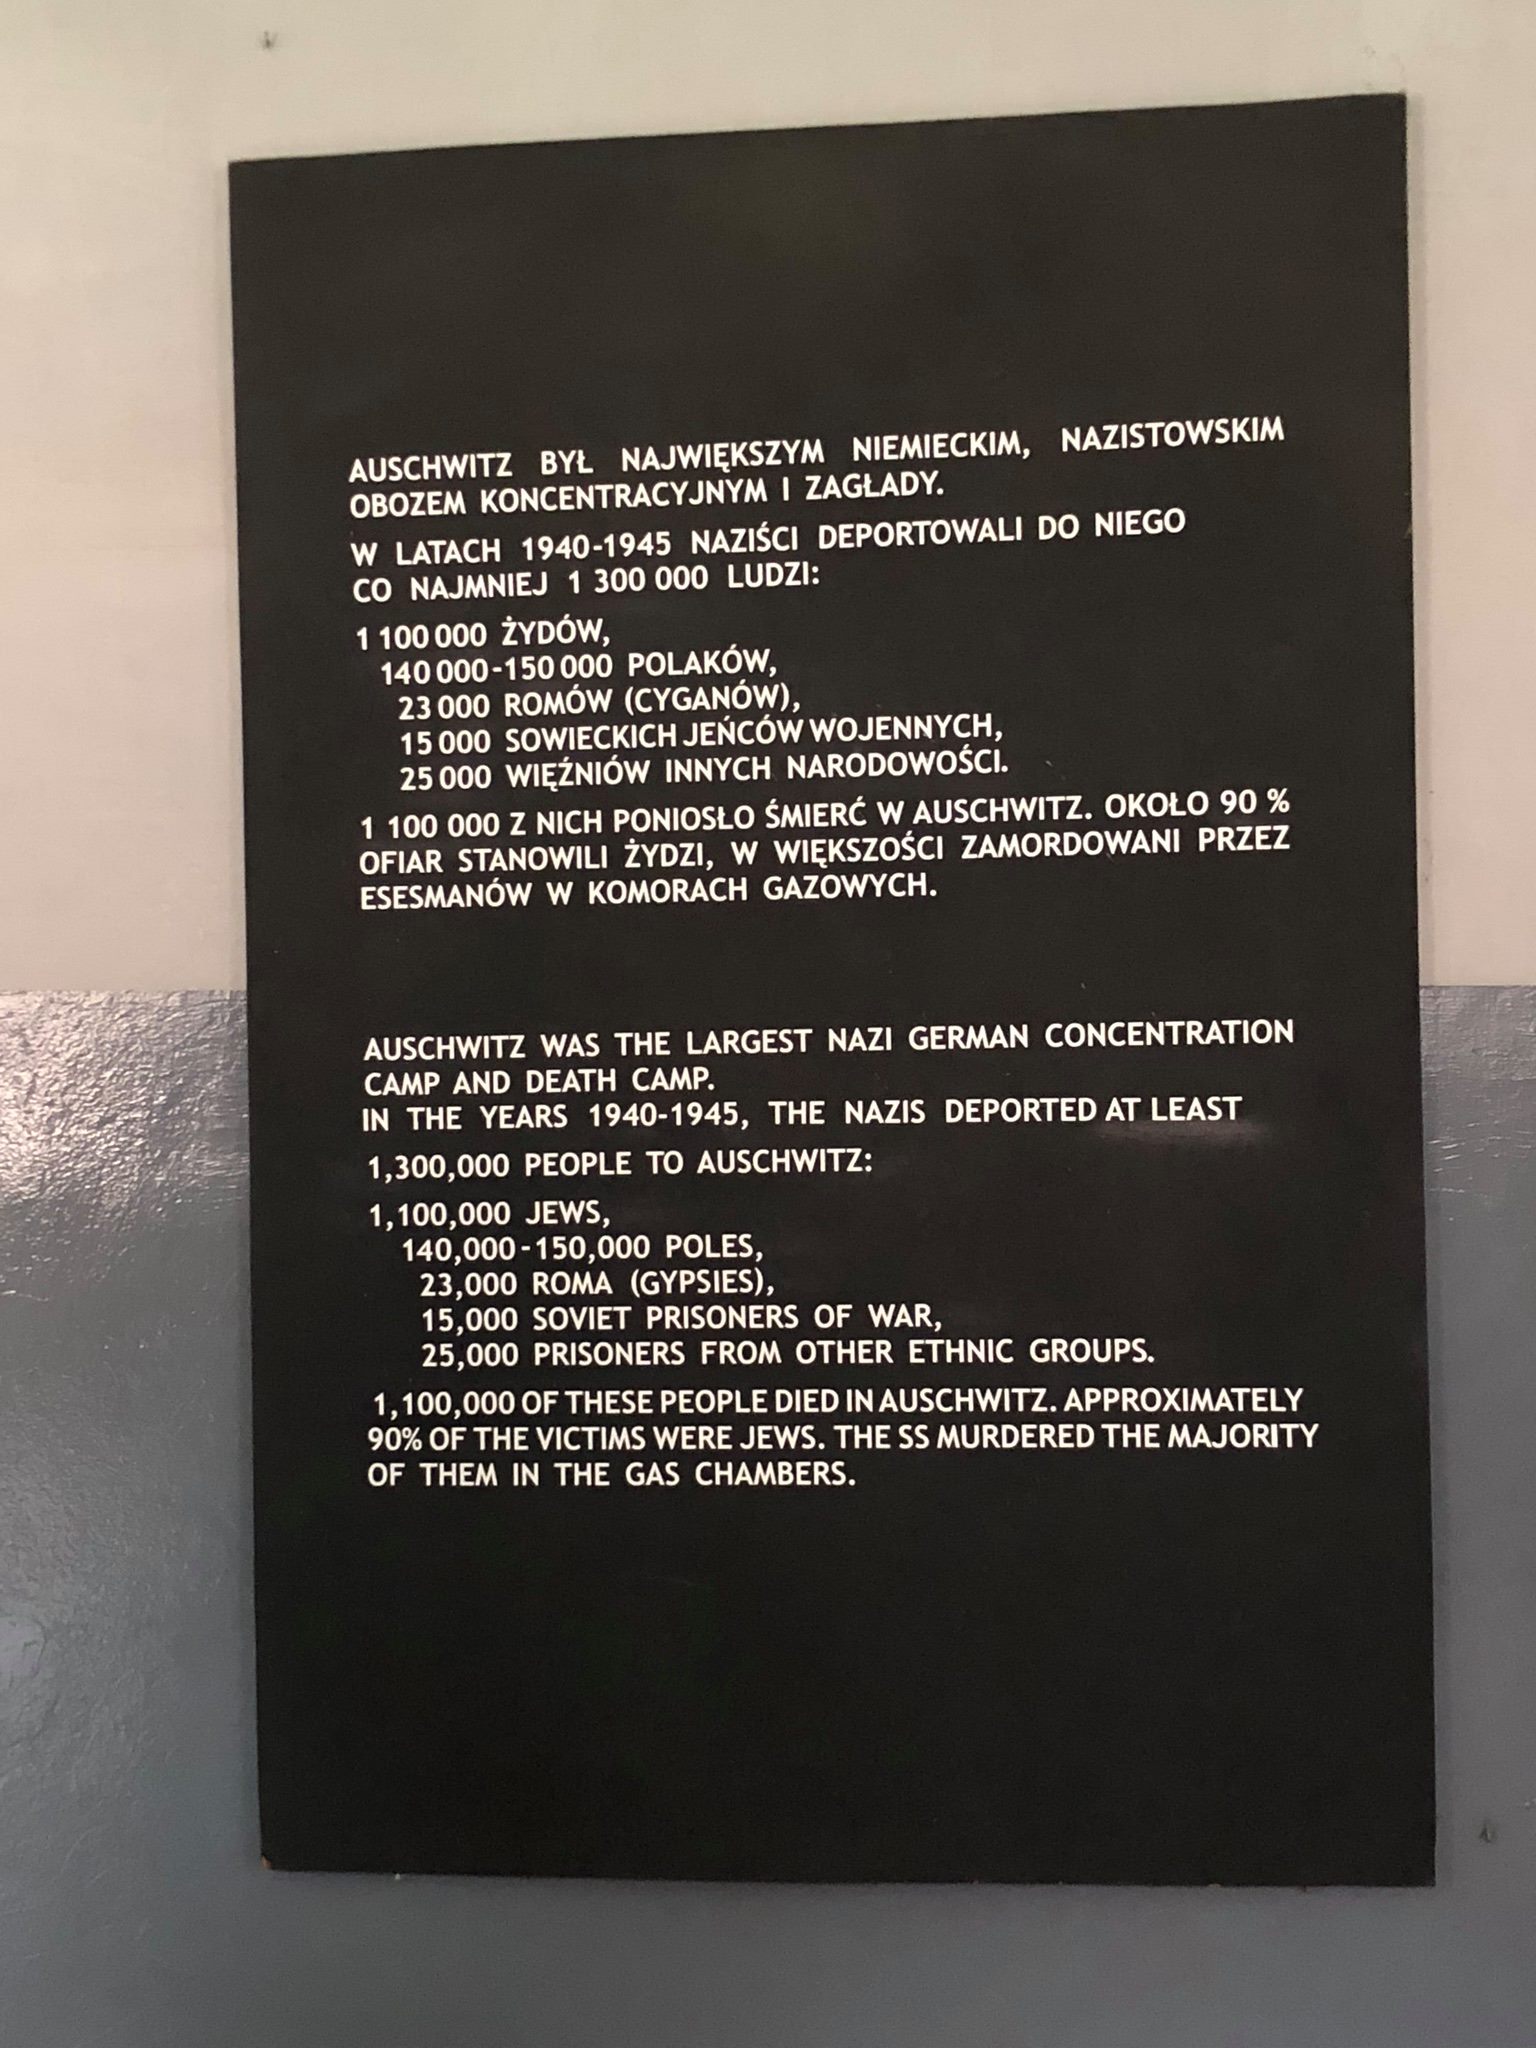 AUSCHWITZ BYŁ NAJWIĘKSZYM NIEMIECKIM, NAZISTOWSKIM
OBOZEM KONCENTRACYJNYM I ZAGŁADY.
W LATACH 1940-1945 NAZIŚCI DEPORTOWALI DO NIEGO
CO NAJMNIEJ 1 300 000 LUDZI:
1 100 000 ŻYDÓW,
140 000-150 000 POLAKÓW,
23 000 ROMÓW (CYGANÓW),
15 000 SOWIECKICH JEŃCÓW WOJENNYCH,
25 000 WIĘŹNIÓW INNYCH NARODOWOŚCI.
1 100 000 Z NICH PONIOSŁO ŚMIERĆ W AUSCHWITZ. OKOŁO 90 %
OFIAR STANOWILI ŻYDZI, W WIĘKSZOŚCI ZAMORDOWANI PRZEZ
ESESMANÓW W KOMORACH GAZOWYCH.
AUSCHWITZ WAS THE LARGEST NAZI GERMAN CONCENTRATION
CAMP AND DEATH CAMP.
IN THE YEARS 1940-1945, THE NAZIS DEPORTED AT LEAST
1,300,000 PEOPLE TO AUSCHWITZ:
1,100,000 JEWS,
140,000-150,000 POLES,
23,000 ROMA (GYPSIES),
15,000 SOVIET PRISONERS OF WAR,
25,000 PRISONERS FROM OTHER ETHNIC GROUPS.
1,100,000 OF THESE PEOPLE DIED IN AUSCHWITZ. APPROXIMATELY
90% OF THE VICTIMS WERE JEWS. THE SS MURDERED THE MAJORITY
OF THEM IN THE GAS CHAMBERS.